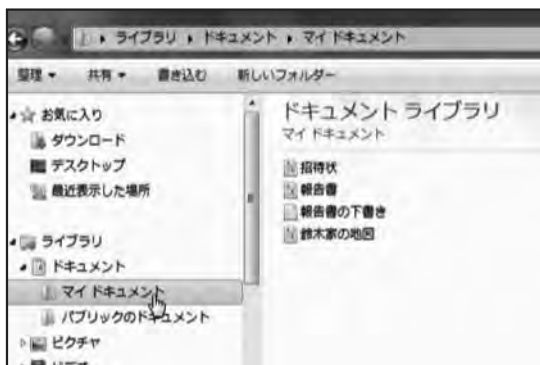 ライブラリ ▸ ドキュメント ▸ マイ ドキュメント
整理 ▾ 共有 ▾ 書き込む 新しいフォルダー
お気に入り
ダウンロード
デスクトップ
最近表示した場所
ライブラリ
ドキュメント
マイ ドキュメント
パブリックのドキュメント
ピクチャ
ドキュメント ライブラリ
マイ ドキュメント
招待状
報告書
報告書の下書き
鈴木家の地図